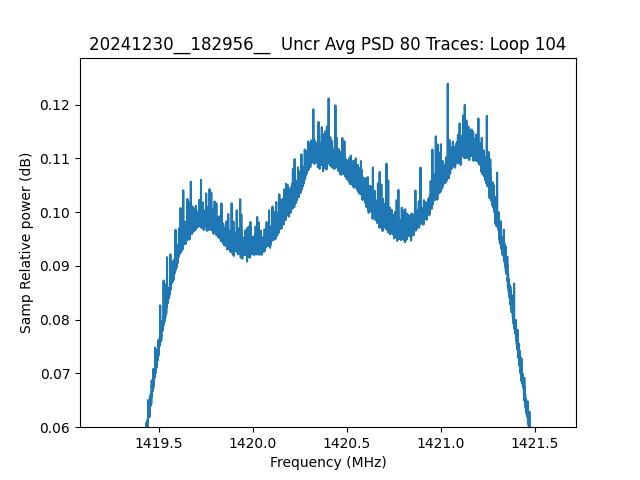 20241230__182956__  Uncr Avg PSD 80 Traces: Loop 104
Samp Relative power (dB)
0.12
0.11
0.10
0.09
0.08
0.07
0.06
1419.5 1420.0 1420.5 1421.0 1421.5
Frequency (MHz)